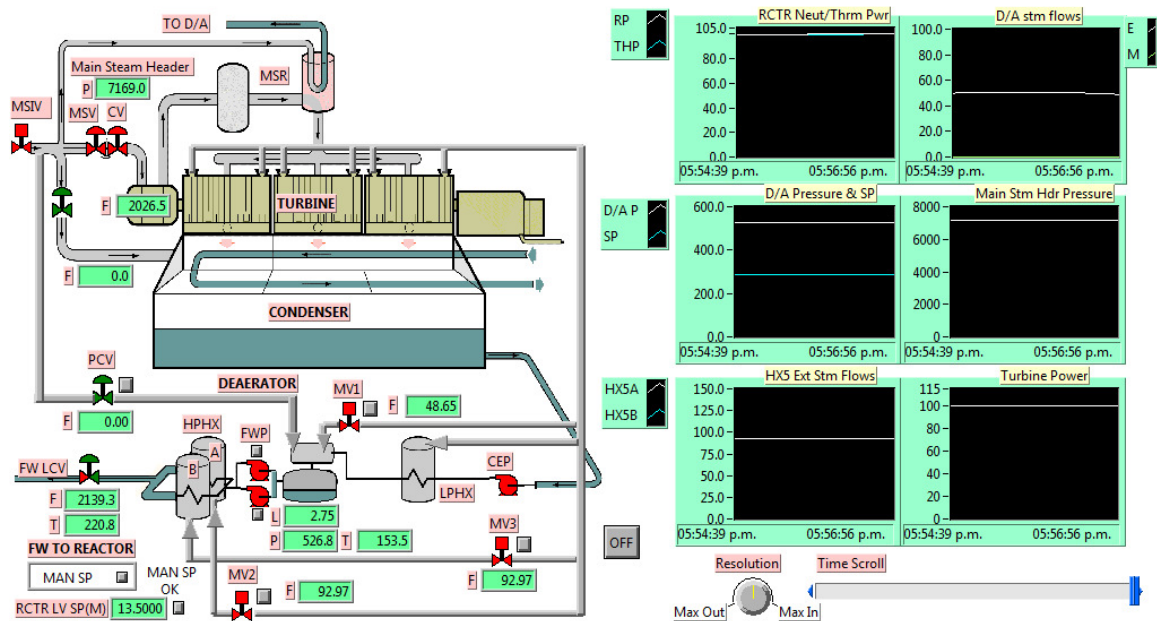 TO D/A
Main Steam Header
P 7169.0
MSR
MSIV
MSV CV
F 2026.5
TURBINE
C C C
F 0.0
CONDENSER
PCV
DEAERATOR
MV1
F 48.65
F 0.00
HPHX
A
B
FWP
CEP
FW LCV
LPHX
F 2139.3
L 2.75
T 220.8
P 526.8 T 153.5
MV3
FW TO REACTOR
F 92.97
MAN SP
MAN SP
OK
MV2
F 92.97
RCTR LV SP(M) 13.5000
OFF
RP
THP
RCTR Neut/Thrm Pwr
105.0
80.0
60.0
40.0
20.0
0.0
05:54:39 p.m. 05:56:56 p.m.
D/A stm flows
E
M
100.0
80.0
60.0
40.0
20.0
0.0
05:54:39 p.m. 05:56:56 p.m.
D/A P
SP
D/A Pressure & SP
600.0
400.0
200.0
0.0
05:54:39 p.m. 05:56:56 p.m.
Main Stm Hdr Pressure
8000
6000
4000
2000
0
05:54:39 p.m. 05:56:56 p.m.
HX5A
HX5B
HX5 Ext Stm Flows
150.0
125.0
100.0
75.0
50.0
25.0
0.0
05:54:39 p.m. 05:56:56 p.m.
Turbine Power
115
100
80
60
40
20
0
05:54:39 p.m. 05:56:56 p.m.
Resolution
Max Out Max In
Time Scroll